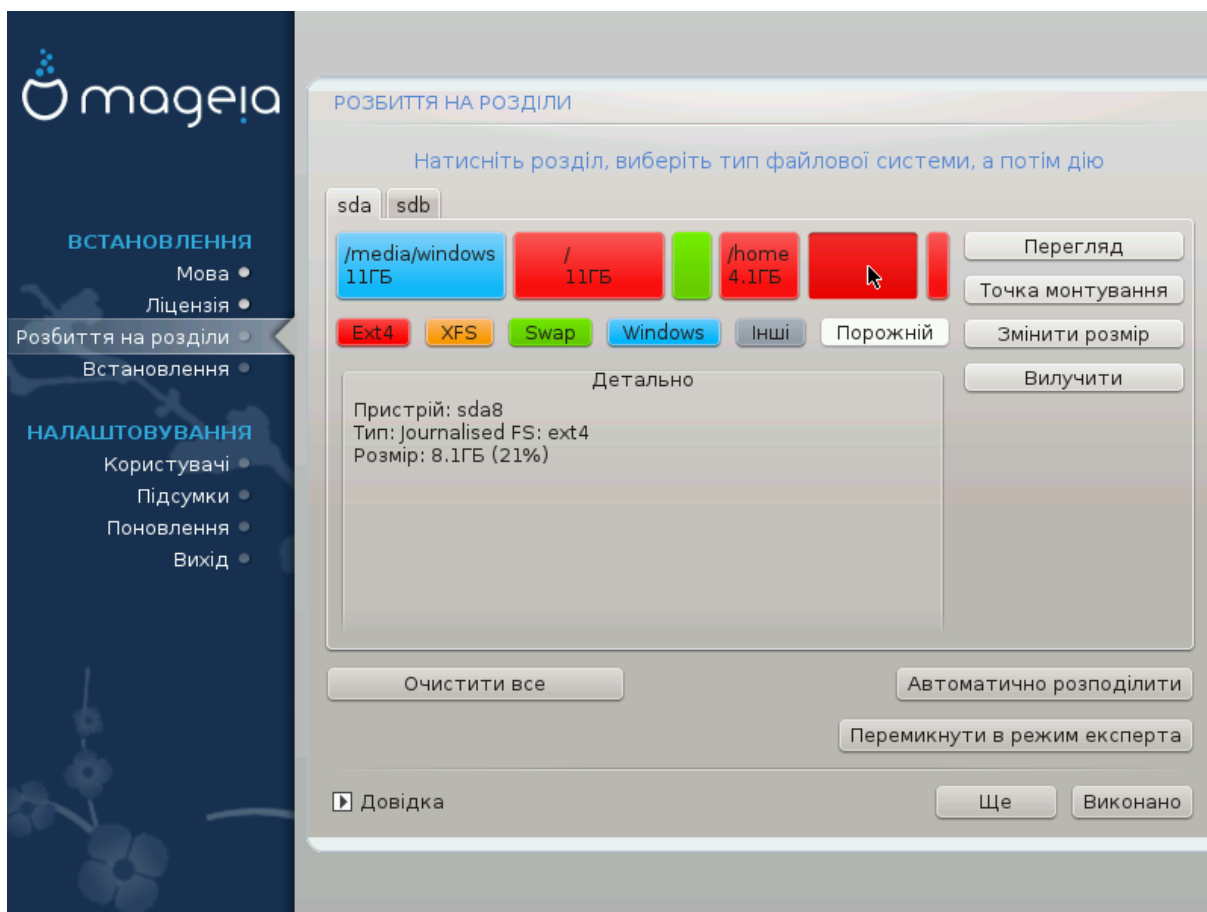 mageia
ВСТАНОВЛЕННЯ
Мова
Ліцензія
Розбиття на розділи
Встановлення
НАЛАШТОВУВАННЯ
Користувачі
Підсумки
Поновлення
Вихід
РОЗБИТТЯ НА РОЗДІЛИ
Натисніть розділ, виберіть тип файлової системи, а потім дію
sda sdb
/media/windows / /home
11ГБ 11ГБ 4.1ГБ
Ext4 XFS Swap Windows Інші Порожній
Перегляд
Точка монтування
Змінити розмір
Вилучити
Детально
Пристрій: sda8
Тип: Journalised FS: ext4
Розмір: 8.1ГБ (21%)
Очистити все Автоматично розподілити
Перемикнути в режим експерта
Довідка Ще Виконано